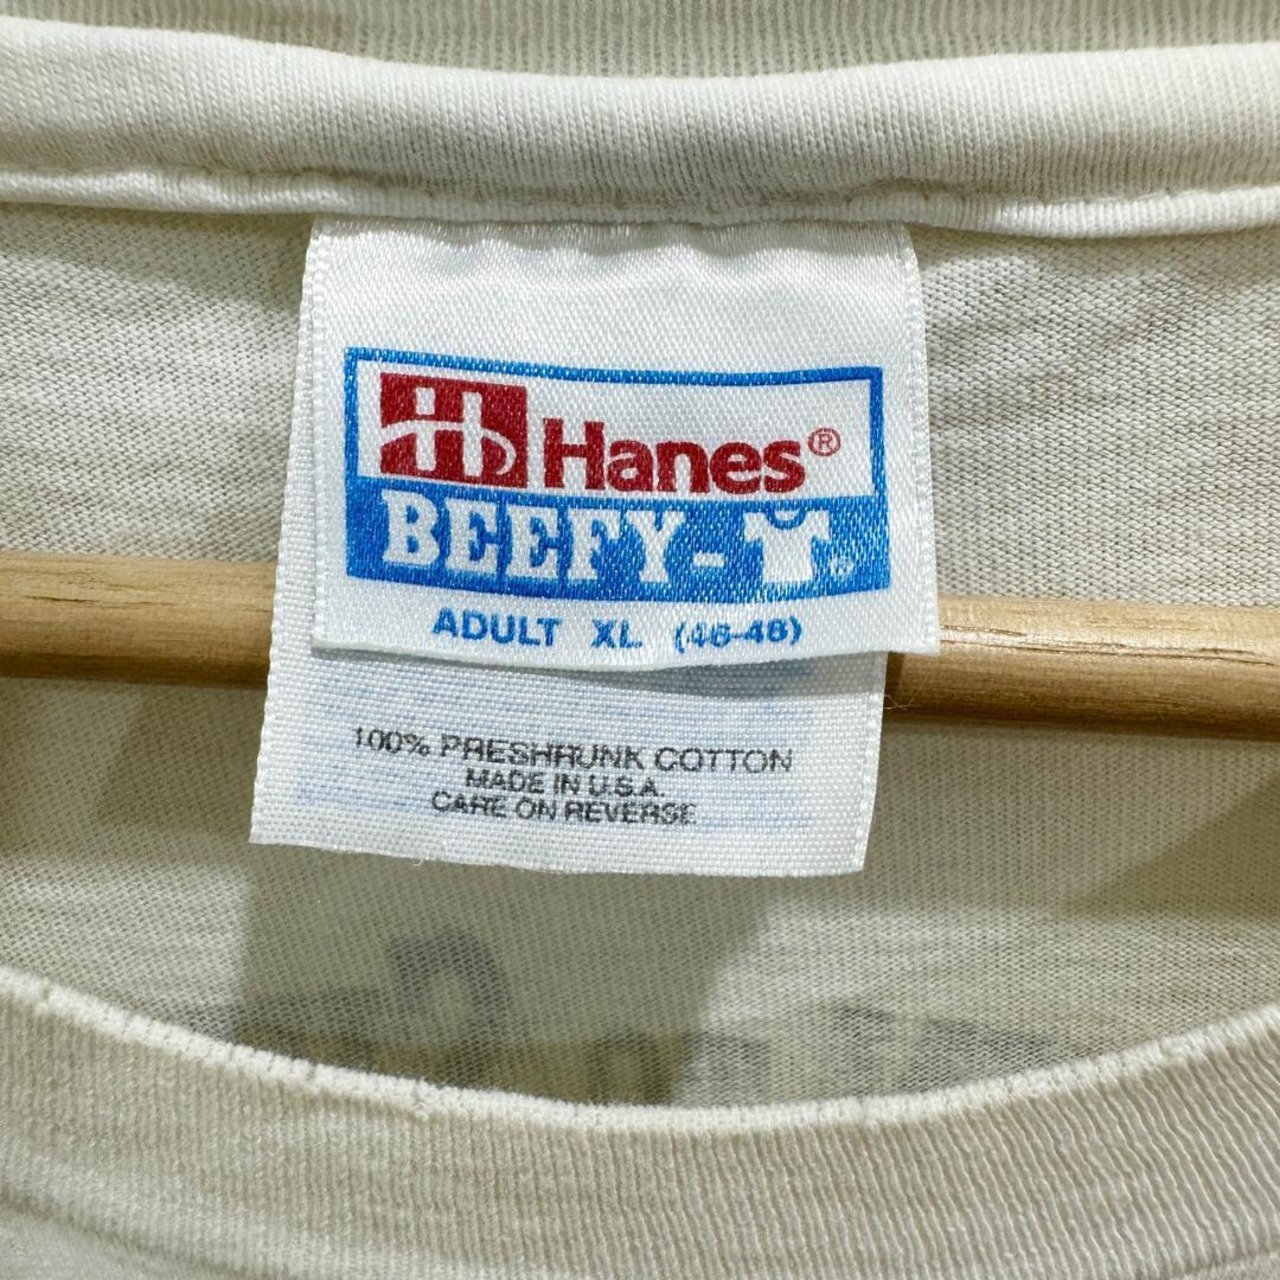 Hanes®
BEEFY-T
ADULT XL (46-48)
100% PRESHRUNK COTTON
MADE IN U.S.A.
CARE ON REVERSE